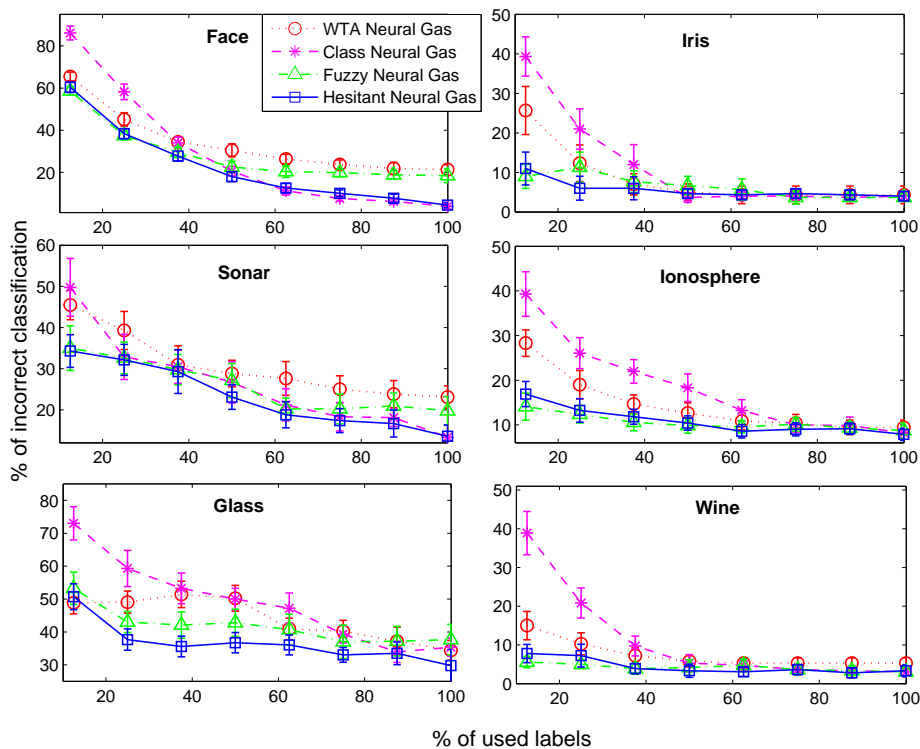 Face
WTA Neural Gas
Class Neural Gas
Fuzzy Neural Gas
Hesitant Neural Gas
80
60
40
20
20 40 60 80 100
Iris
50
40
30
20
10
0
20 40 60 80 100
Sonar
60
50
40
30
20
20 40 60 80 100
Ionosphere
50
40
30
20
10
20 40 60 80 100
Glass
80
70
60
50
40
30
20 40 60 80 100
Wine
50
40
30
20
10
0
20 40 60 80 100
% of incorrect classification
% of used labels